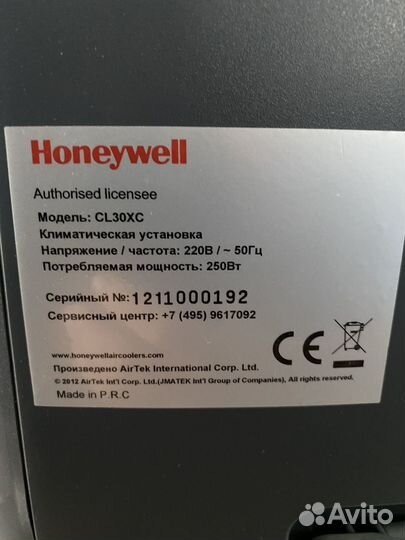 Honeywell
Authorised licensee
Модель: CL30XC
Климатическая установка
Напряжение / частота: 220В / ~ 50Гц
Потребляемая мощность: 250Вт
Серийный №: 1211000192
Сервисный центр: +7 (495) 9617092
CE
www.honeywellaircoolers.com
Произведено AirTek International Corp. Ltd.
© 2012 AirTek Int'l Corp. Ltd.(JMATEK Int'l Group of Companies), All rights reserved.
Made in P.R.C
Avito